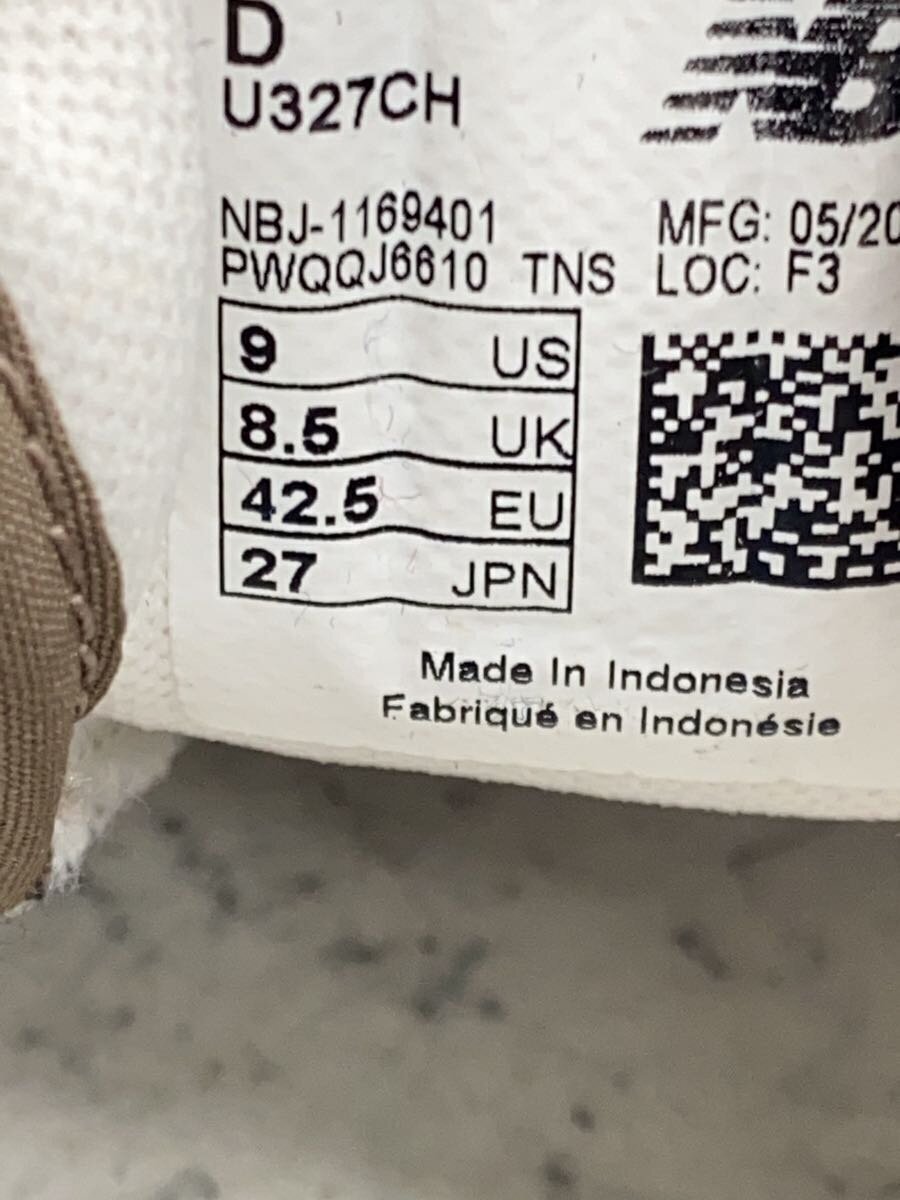 D
U327CH
NBJ-1169401
MFG: 05/20
PWQQJ6610 TNS
LOC: F3
9 US
8.5 UK
42.5 EU
27 JPN
Made In Indonesia
Fabriqué en Indonésie